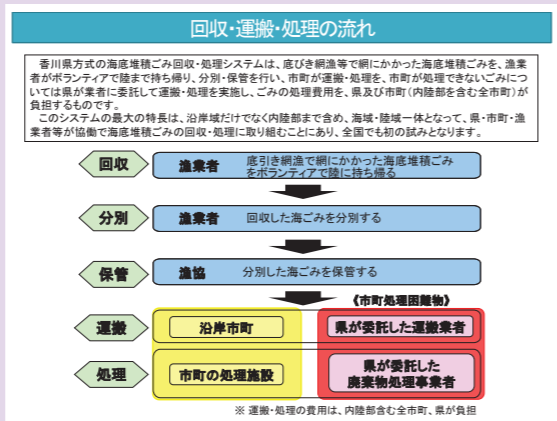 回収・運搬・処理の流れ
香川県方式の海底堆積ごみ回収・処理システムは、底びき網漁等で網にかかった海底堆積ごみを、漁業
者がボランティアで陸まで持ち帰り、分別・保管を行い、市町が運搬・処理を、市町が処理できないごみについ
ては県が業者に委託して運搬・処理を実施し、ごみの処理費用を、県及び市町(内陸部を含む全市町)が
負担するものです。
このシステムの最大の特長は、沿岸域だけでなく内陸部まで含め、海域・陸域一体となって、県・市町・漁
業者等が協働で海底堆積ごみの回収・処理に取り組むことにあり、全国でも初の試みとなります。
回収 漁業者 底引き網漁で網にかかった海底堆積ごみ
をボランティアで陸に持ち帰る
分別 漁業者 回収した海ごみを分別する
保管 漁協 分別した海ごみを保管する
《市町処理困難物》
運搬 沿岸市町 県が委託した運搬業者
処理 市町の処理施設 県が委託した
廃棄物処理事業者
※ 運搬・処理の費用は、内陸部含む全市町、県が負担